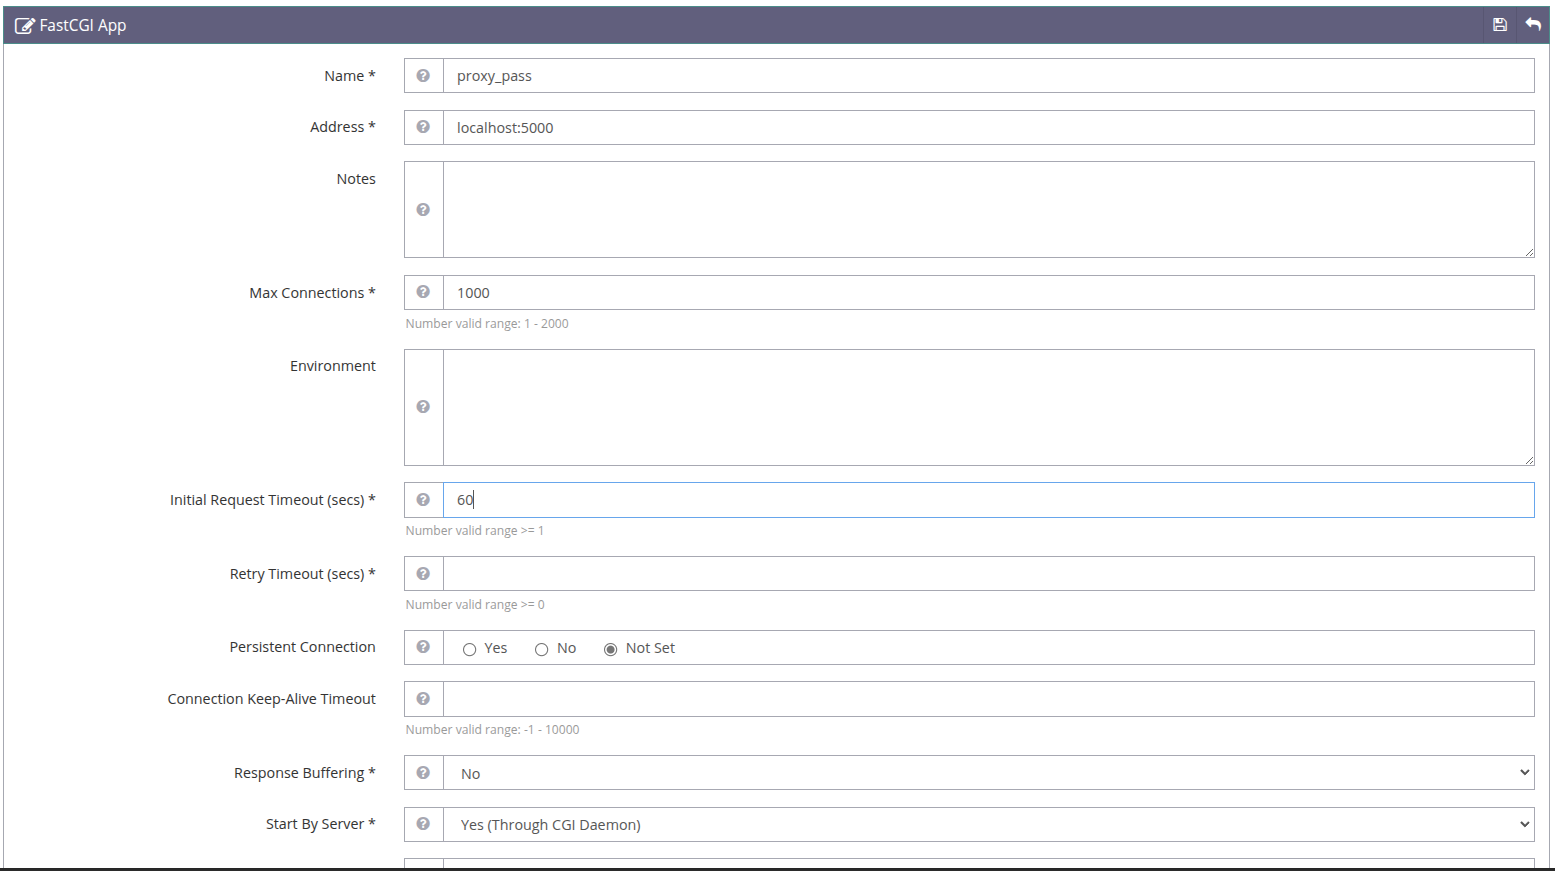 FastCGI App
Name * proxy_pass
Address * localhost:5000
Notes
Max Connections * 1000
Number valid range: 1 - 2000
Environment
Initial Request Timeout (secs) * 60
Number valid range >= 1
Retry Timeout (secs) *
Number valid range >= 0
Persistent Connection Yes No Not Set
Connection Keep-Alive Timeout
Number valid range: -1 - 10000
Response Buffering * No
Start By Server * Yes (Through CGI Daemon)